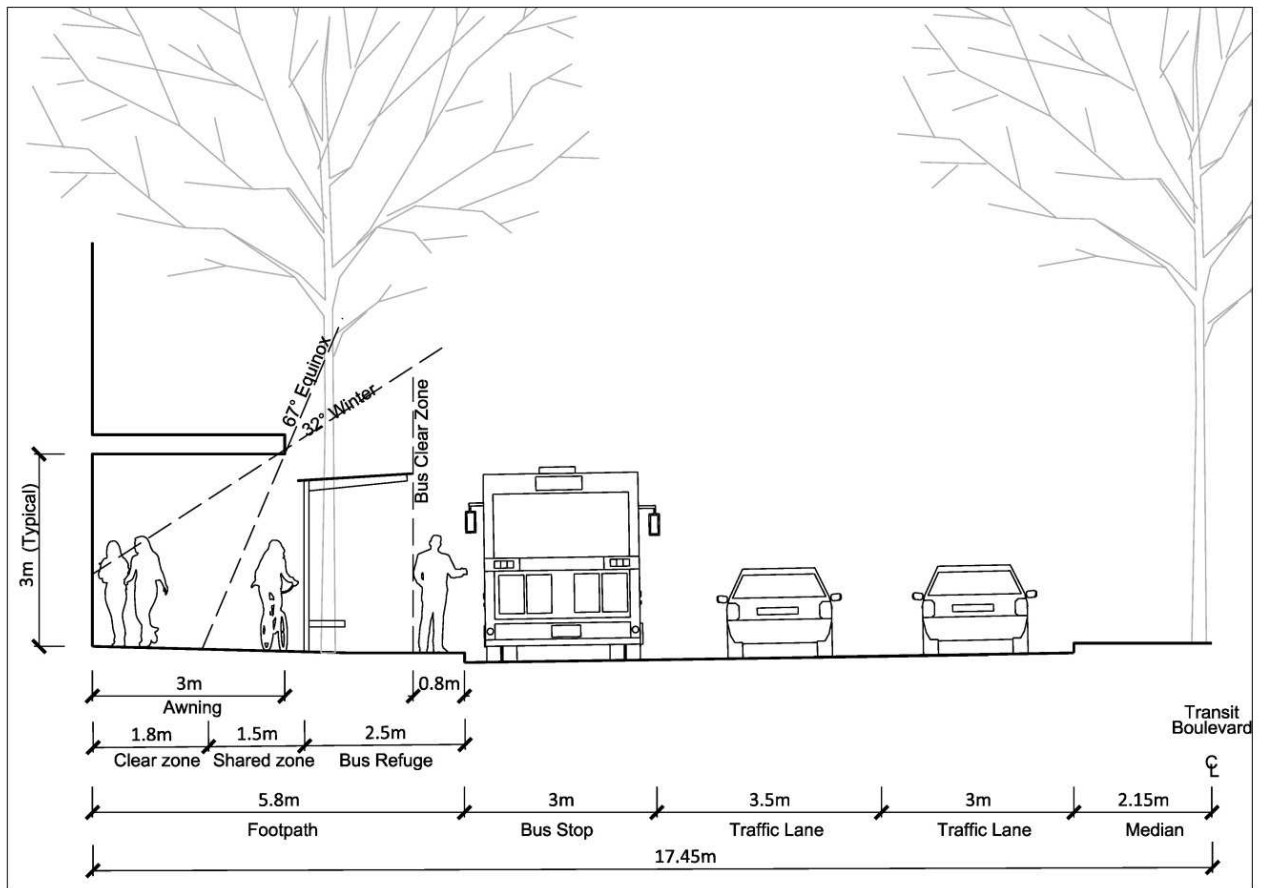 67° Equinox
32° Winter
Bus Clear Zone
3m (Typical)
3m
Awning
0.8m
1.8m
Clear zone
1.5m
Shared zone
2.5m
Bus Refuge
Transit
Boulevard
℄
5.8m
Footpath
3m
Bus Stop
3.5m
Traffic Lane
3m
Traffic Lane
2.15m
Median
17.45m